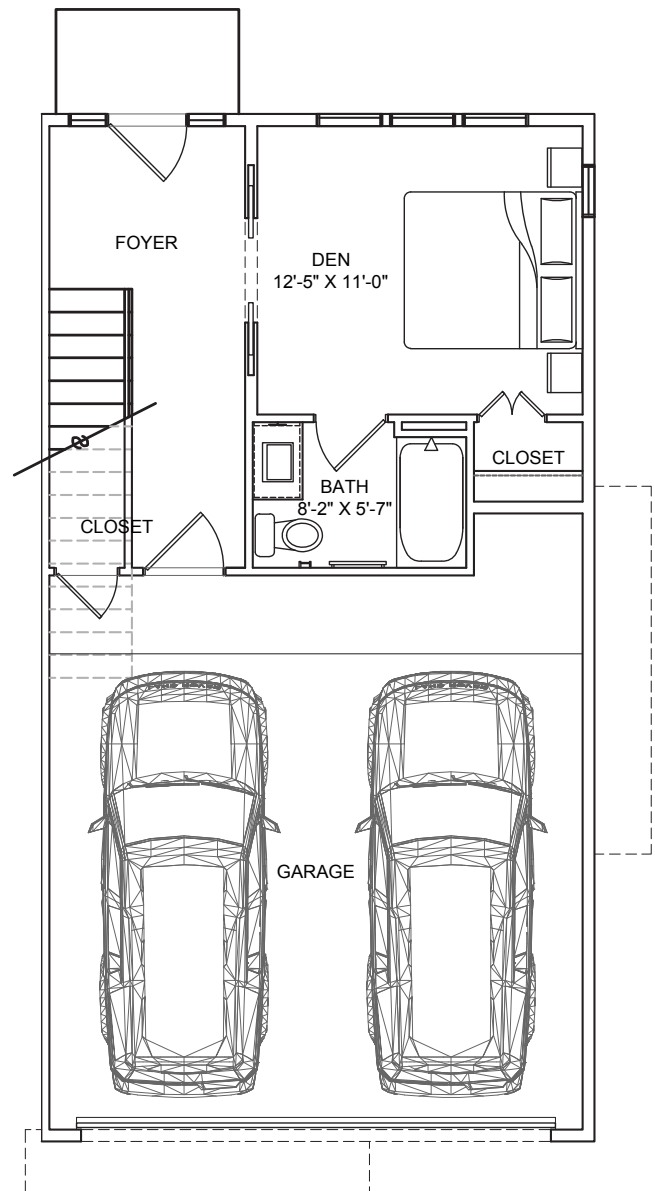 FOYER
DEN
12'-5" X 11'-0"
CLOSET
BATH
8'-2" X 5'-7"
CLOSET
GARAGE